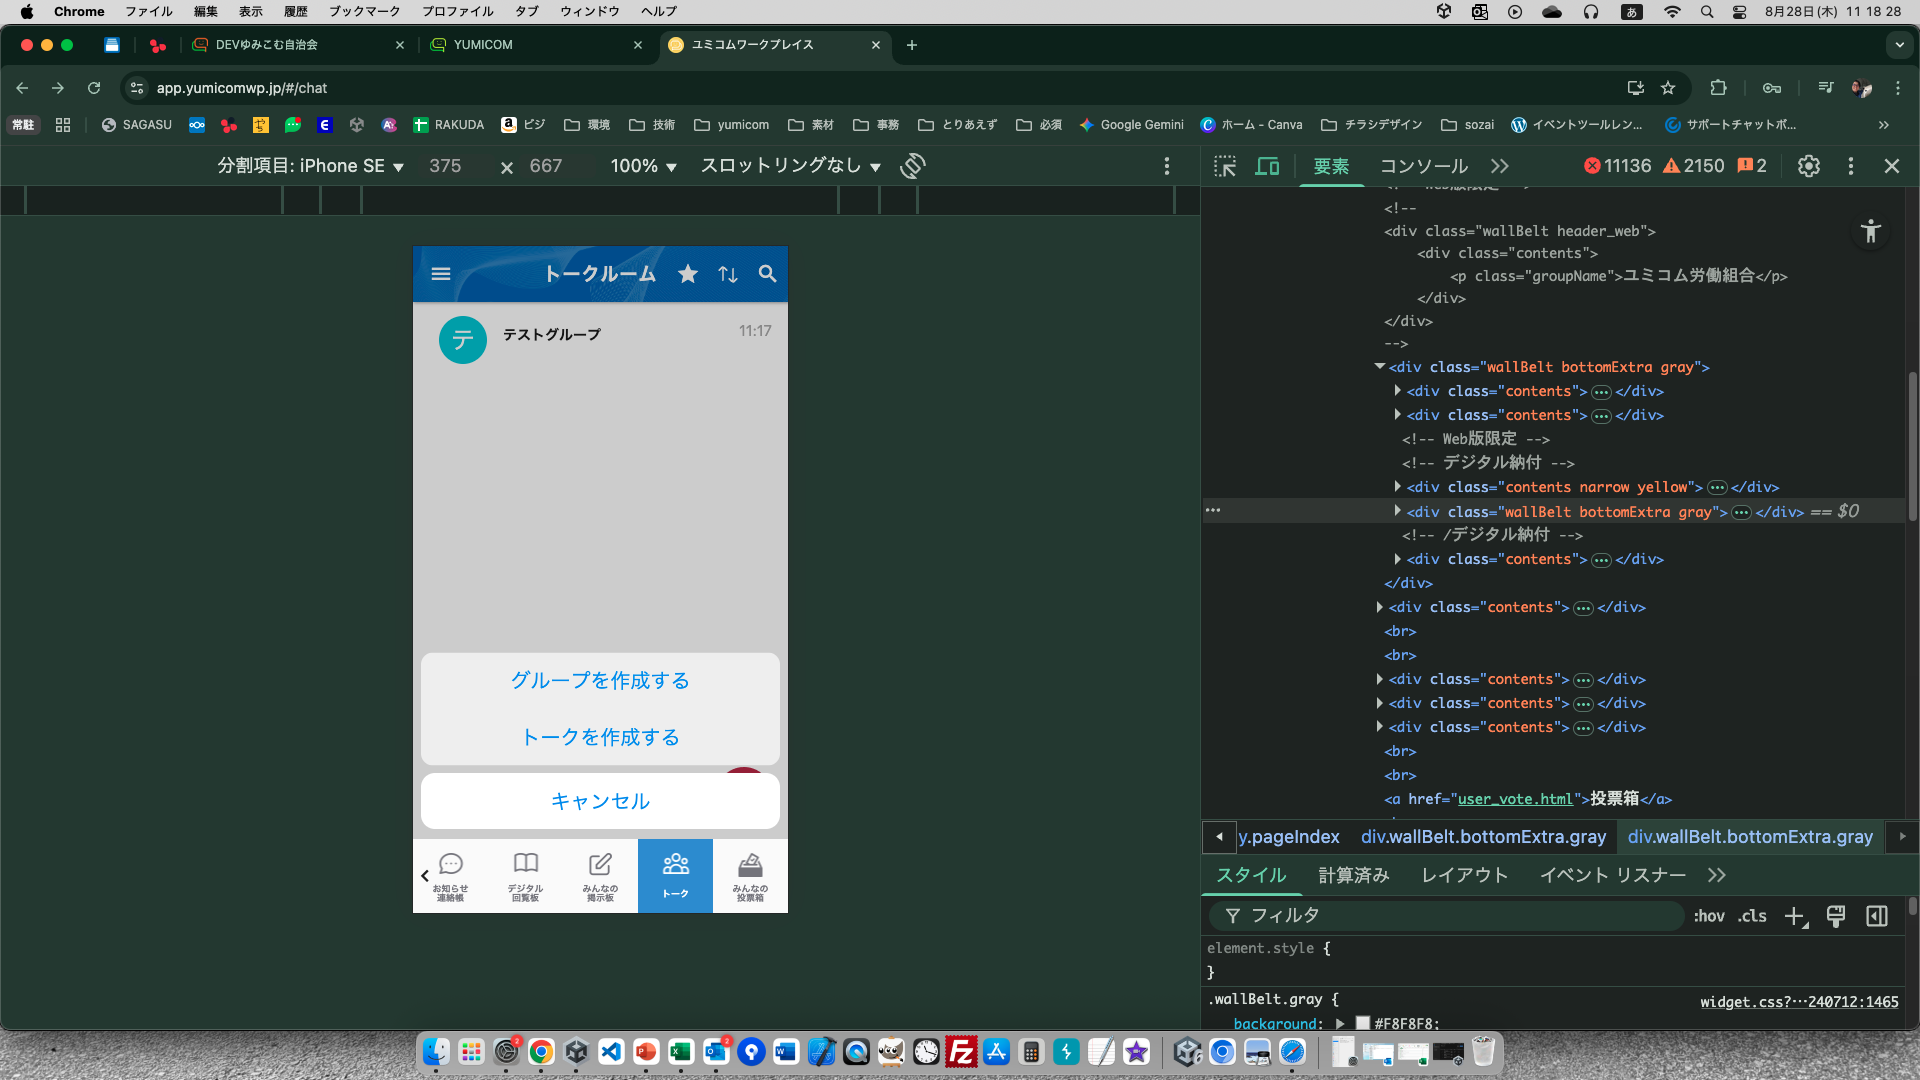 Chrome ファイル 編集 表示 履歴 ブックマーク プロファイル タブ ウィンドウ ヘルプ
あ 8月28日(木) 11 18 28
DEVゆみこむ自治会
YUMICOM
ユミコムワークプレイス
app.yumicomwp.jp/#/chat
常駐 SAGASU RAKUDA ビジ 環境 技術 yumicom 素材 事務 とりあえず 必須 Google Gemini ホーム - Canva チラシデザイン sozai イベントツールレン... サポートチャットボ...
分割項目: iPhone SE 375 × 667 100% スロットリングなし
要素 コンソール 11136 2150 2
トークルーム
テ テストグループ 11:17
グループを作成する
トークを作成する
キャンセル
お知らせ
連絡帳
デジタル
回覧板
みんなの
掲示板
トーク
みんなの
投票箱
<!--
<div class="wallBelt header_web">
<div class="contents">
<p class="groupName">ユミコム労働組合</p>
</div>
</div>
-->
<div class="wallBelt bottomExtra gray">
<div class="contents"> ••• </div>
<div class="contents"> ••• </div>
<!-- Web版限定 -->
<!-- デジタル納付 -->
<div class="contents narrow yellow"> ••• </div>
••• <div class="wallBelt bottomExtra gray"> ••• </div> == $0
<!-- /デジタル納付 -->
<div class="contents"> ••• </div>
</div>
<div class="contents"> ••• </div>
<br>
<br>
<div class="contents"> ••• </div>
<div class="contents"> ••• </div>
<div class="contents"> ••• </div>
<br>
<br>
<a href="user_vote.html">投票箱</a>
y.pageIndex div.wallBelt.bottomExtra.gray div.wallBelt.bottomExtra.gray
スタイル 計算済み レイアウト イベント リスナー
フィルタ :hov .cls
element.style {
}
.wallBelt.gray { widget.css?…240712:1465
background: #F8F8F8;